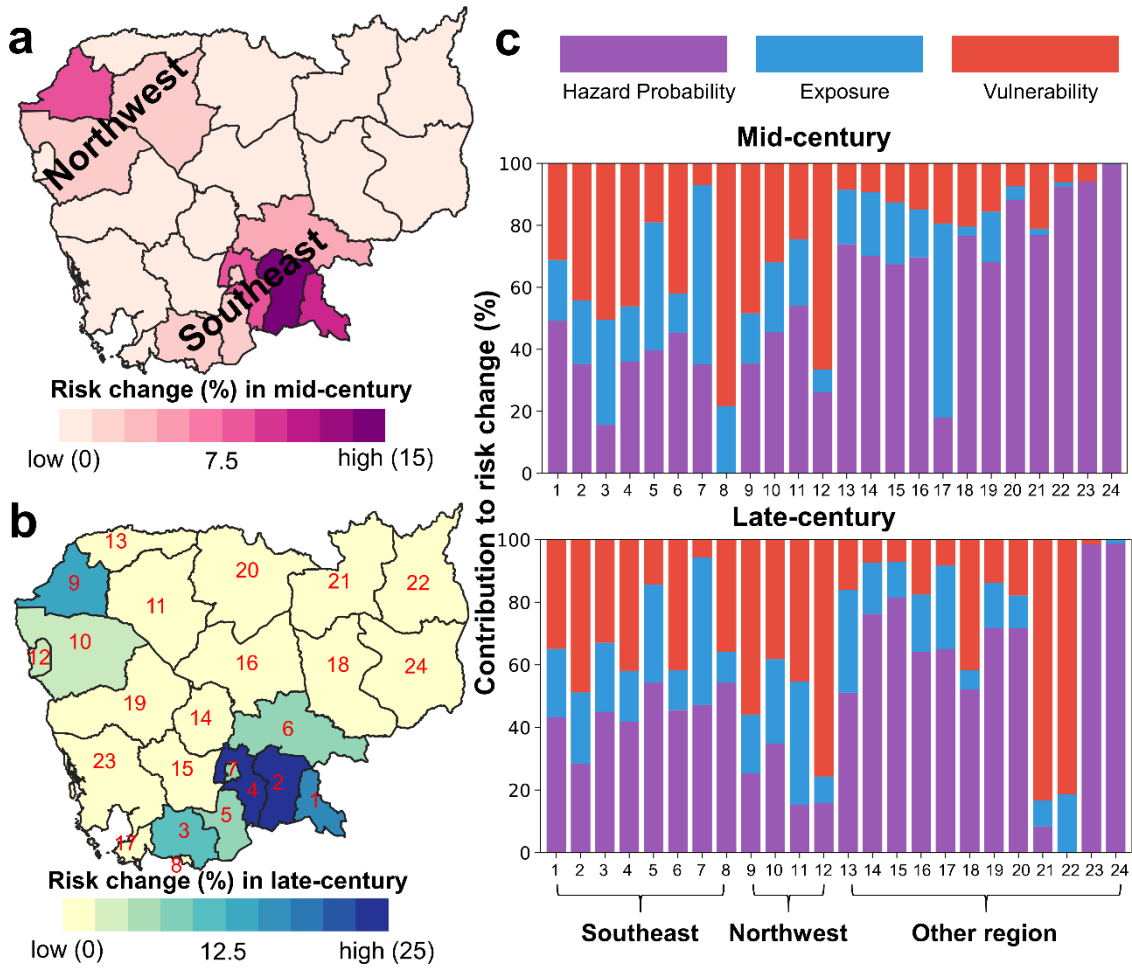 a
Northwest
Southeast
Risk change (%) in mid-century
low (0) 7.5 high (15)
b
13
9
11
20
21
22
10
12
16
18
24
19
14
6
23
15
7
4
2
1
5
3
17
8
Risk change (%) in late-century
low (0) 12.5 high (25)
c
Hazard Probability Exposure Vulnerability
Contribution to risk change (%)
Mid-century
100
80
60
40
20
0
1 2 3 4 5 6 7 8 9 10 11 12 13 14 15 16 17 18 19 20 21 22 23 24
Late-century
100
80
60
40
20
0
1 2 3 4 5 6 7 8 9 10 11 12 13 14 15 16 17 18 19 20 21 22 23 24
Southeast Northwest Other region